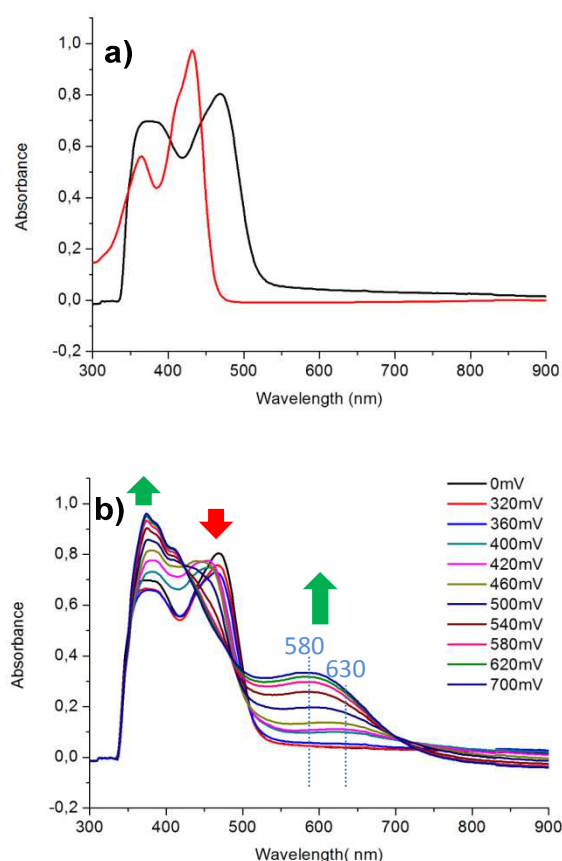 a)
1,0
0,8
0,6
0,4
0,2
0,0
-0,2
Absorbance
300 400 500 600 700 800 900
Wavelength (nm)
b)
1,0
0,8
0,6
0,4
0,2
0,0
-0,2
Absorbance
580
630
0mV
320mV
360mV
400mV
420mV
460mV
500mV
540mV
580mV
620mV
700mV
300 400 500 600 700 800 900
Wavelength( nm)